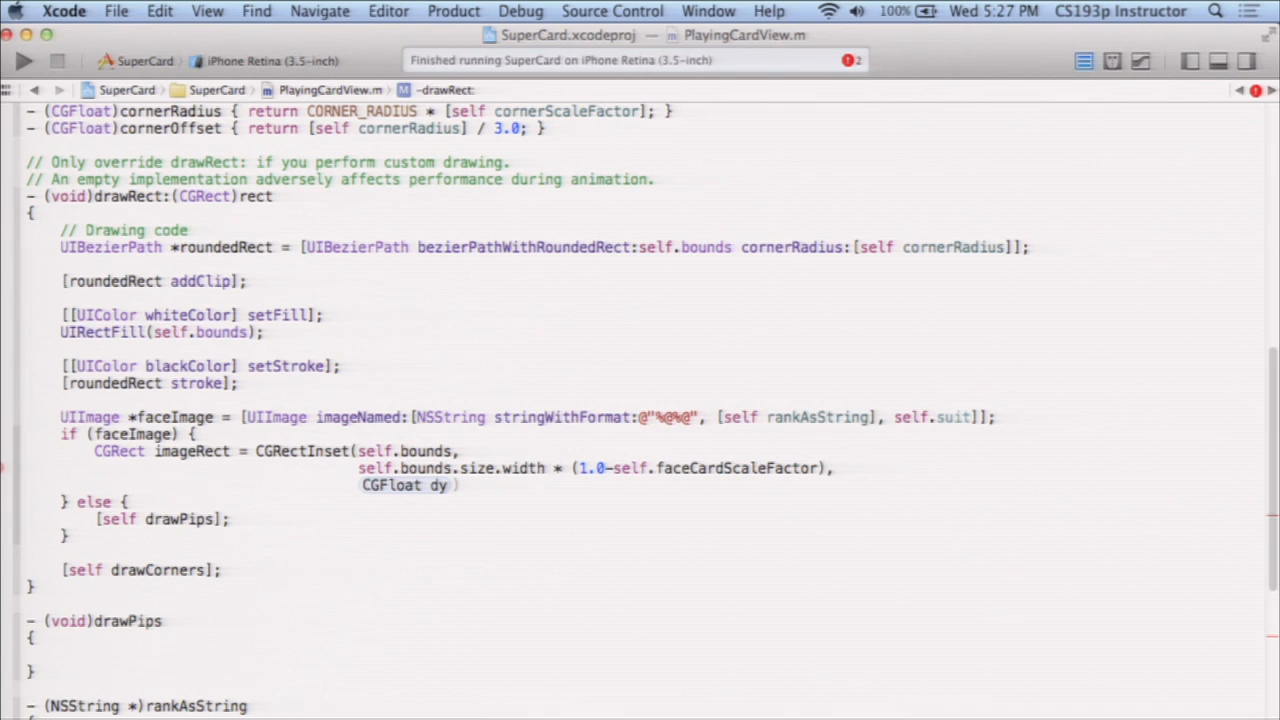 Xcode File Edit View Find Navigate Editor Product Debug Source Control Window Help 100% Wed 5:27 PM CS193p Instructor
SuperCard.xcodeproj — PlayingCardView.m
SuperCard iPhone Retina (3.5-inch) Finished running SuperCard on iPhone Retina (3.5-inch) 2
SuperCard SuperCard PlayingCardView.m M -drawRect:
- (CGFloat)cornerRadius { return CORNER_RADIUS * [self cornerScaleFactor]; }
- (CGFloat)cornerOffset { return [self cornerRadius] / 3.0; }
// Only override drawRect: if you perform custom drawing.
// An empty implementation adversely affects performance during animation.
- (void)drawRect:(CGRect)rect
{
// Drawing code
UIBezierPath *roundedRect = [UIBezierPath bezierPathWithRoundedRect:self.bounds cornerRadius:[self cornerRadius]];
[roundedRect addClip];
[[UIColor whiteColor] setFill];
UIRectFill(self.bounds);
[[UIColor blackColor] setStroke];
[roundedRect stroke];
UIImage *faceImage = [UIImage imageNamed:[NSString stringWithFormat:@"%@%@", [self rankAsString], self.suit]];
if (faceImage) {
CGRect imageRect = CGRectInset(self.bounds,
self.bounds.size.width * (1.0-self.faceCardScaleFactor),
CGFloat dy)
} else {
[self drawPips];
}
[self drawCorners];
}
- (void)drawPips
{
}
- (NSString *)rankAsString